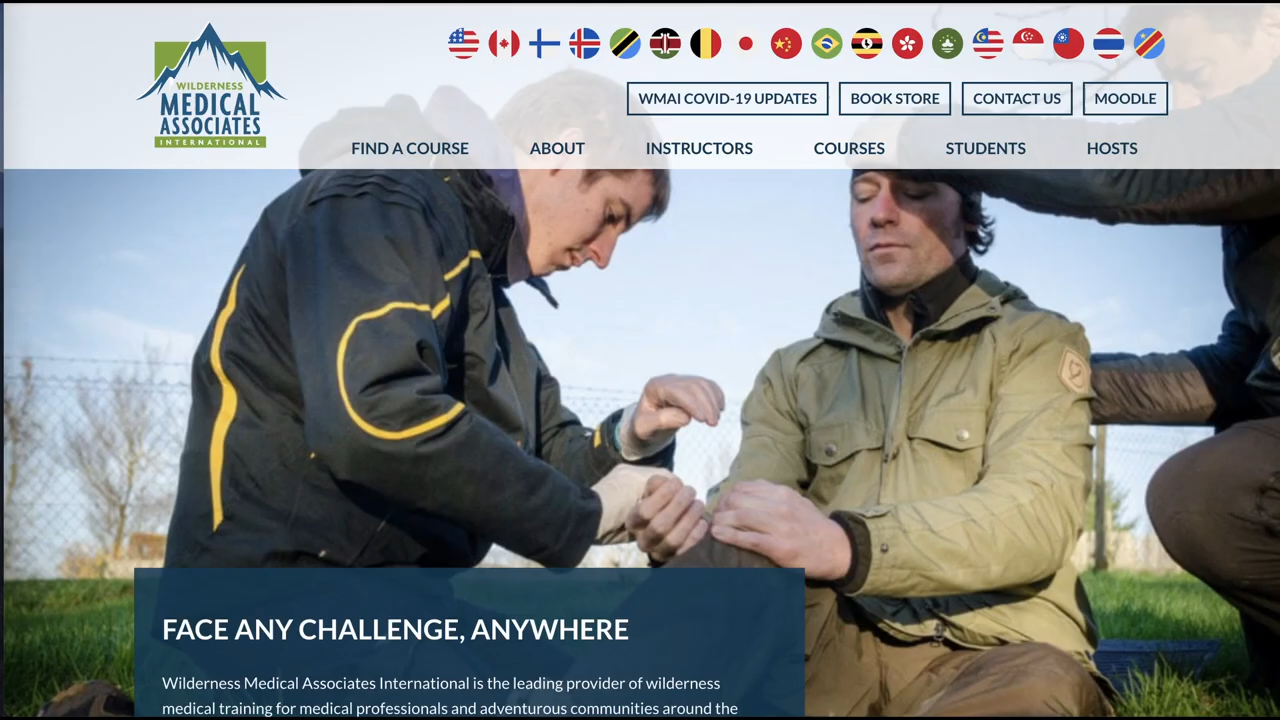 WILDERNESS
MEDICAL
ASSOCIATES
INTERNATIONAL
WMAI COVID-19 UPDATES
BOOK STORE
CONTACT US
MOODLE
FIND A COURSE
ABOUT
INSTRUCTORS
COURSES
STUDENTS
HOSTS
FACE ANY CHALLENGE, ANYWHERE
Wilderness Medical Associates International is the leading provider of wilderness
medical training for medical professionals and adventurous communities around the